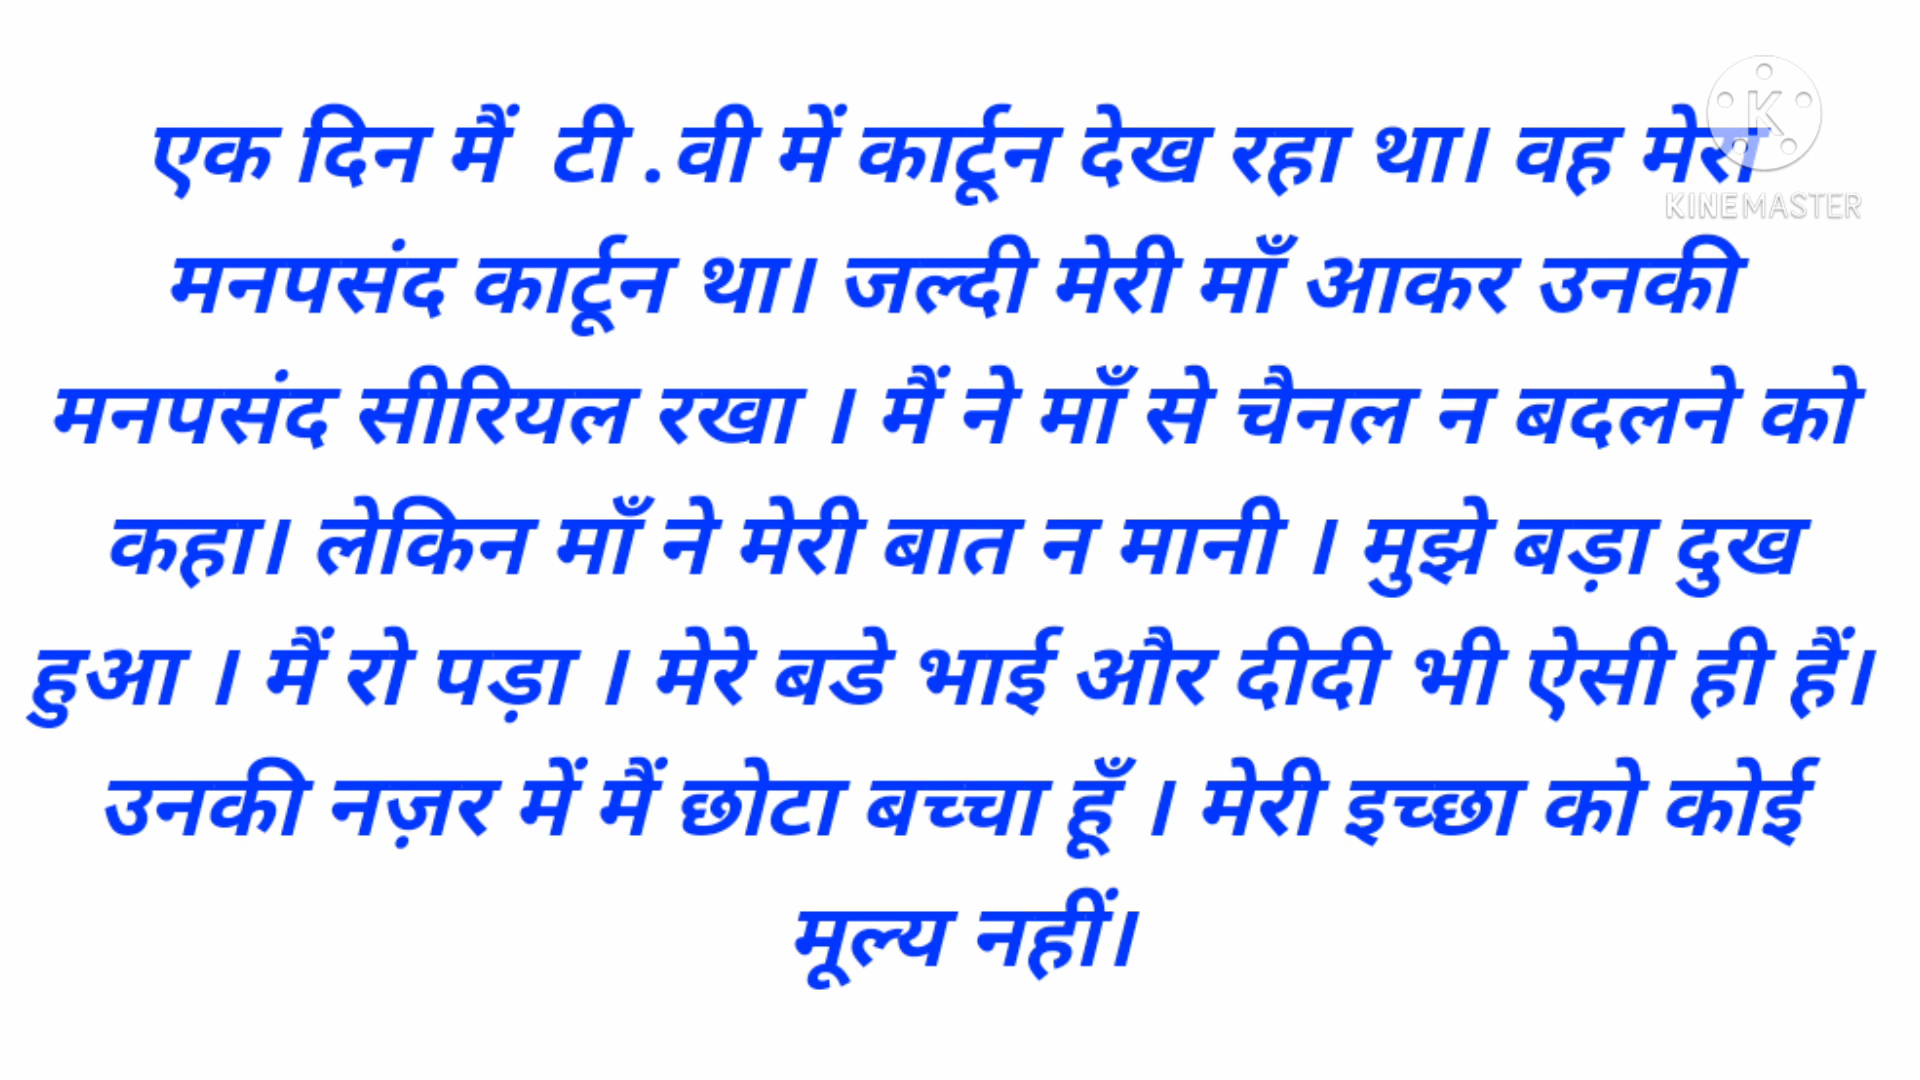 एक दिन मैं टी .वी में कार्टून देख रहा था। वह मेरा
मनपसंद कार्टून था। जल्दी मेरी माँ आकर उनकी
मनपसंद सीरियल रखा । मैं ने माँ से चैनल न बदलने को
कहा। लेकिन माँ ने मेरी बात न मानी । मुझे बड़ा दुख
हुआ । मैं रो पड़ा । मेरे बडे भाई और दीदी भी ऐसी ही हैं।
उनकी नज़र में मैं छोटा बच्चा हूँ । मेरी इच्छा को कोई
मूल्य नहीं।
K
KINEMASTER